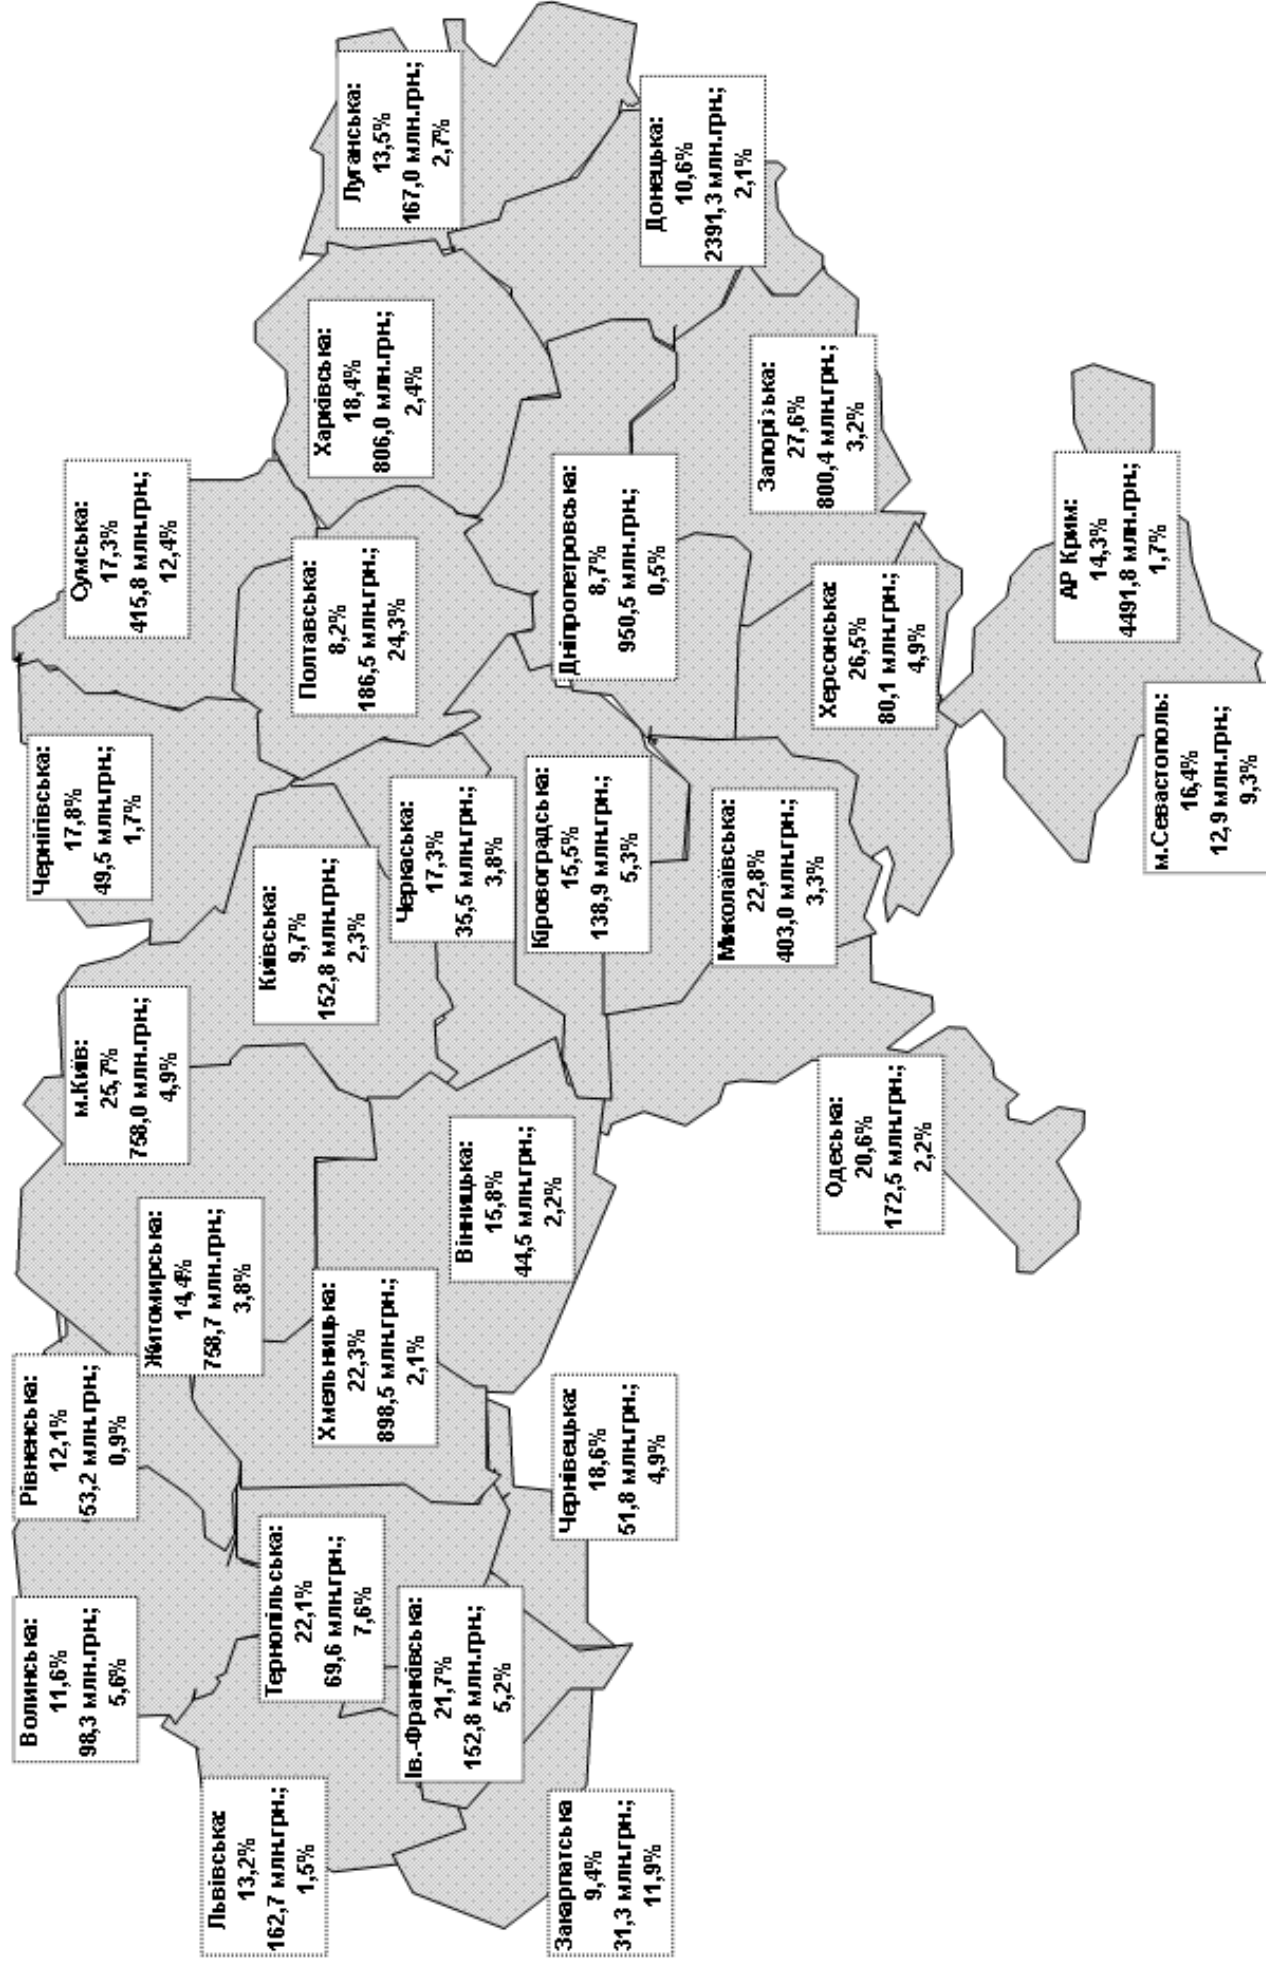 Волинська:
11,6%
98,3 млн.грн.;
5,6%
Рівненська:
12,1%
53,2 млн.грн.;
0,9%
м.Київ:
25,7%
758,0 млн.грн.;
4,9%
Чернігівська:
17,8%
49,5 млн.грн.;
1,7%
Сумська:
17,3%
415,8 млн.грн.;
12,4%
Житомирська:
14,4%
758,7 млн.грн.;
3,8%
Львівська:
13,2%
162,7 млн.грн.;
1,5%
Тернопільська:
22,1%
69,6 млн.грн.;
7,6%
Хмельницька:
22,3%
898,5 млн.грн.;
2,1%
Київська:
9,7%
152,8 млн.грн.;
2,3%
Полтавська:
8,2%
186,5 млн.грн.;
24,3%
Харківська:
18,4%
806,0 млн.грн.;
2,4%
Луганська:
13,5%
167,0 млн.грн.;
2,7%
Ів.-Франківська:
21,7%
152,8 млн.грн.;
5,2%
Вінницька:
15,8%
44,5 млн.грн.;
2,2%
Черкаська:
17,3%
35,5 млн.грн.;
3,8%
Закарпатська
9,4%
31,3 млн.грн.;
11,9%
Чернівецька:
18,6%
51,8 млн.грн.;
4,9%
Кіровоградська:
15,5%
138,9 млн.грн.;
5,3%
Дніпропетровська:
8,7%
950,5 млн.грн.;
0,5%
Донецька:
10,6%
2391,3 млн.грн.;
2,1%
Миколаївська:
22,8%
403,0 млн.грн.;
3,3%
Запорізька:
27,6%
800,4 млн.грн.;
3,2%
Одеська:
20,6%
172,5 млн.грн.;
2,2%
Херсонська:
26,5%
80,1 млн.грн.;
4,9%
АР Крим:
14,3%
4491,8 млн.грн.;
1,7%
м.Севастополь:
16,4%
12,9 млн.грн.;
9,3%